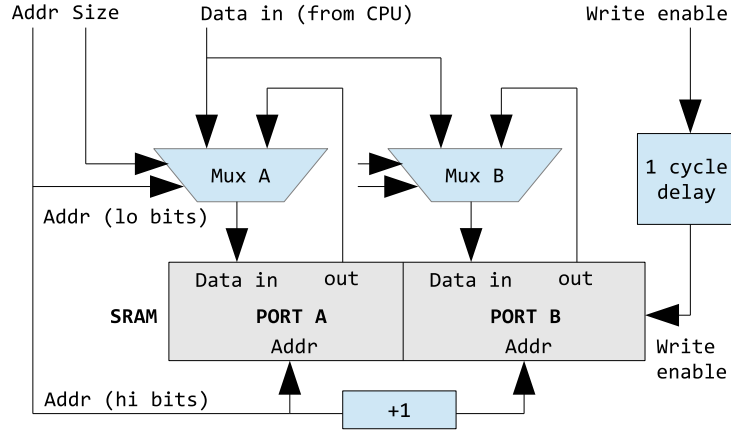 Addr Size
Data in (from CPU)
Write enable
Mux A
Mux B
1 cycle
delay
Addr (lo bits)
Data in
out
Data in
out
SRAM
PORT A
PORT B
Addr
Addr
Write
enable
Addr (hi bits)
+1